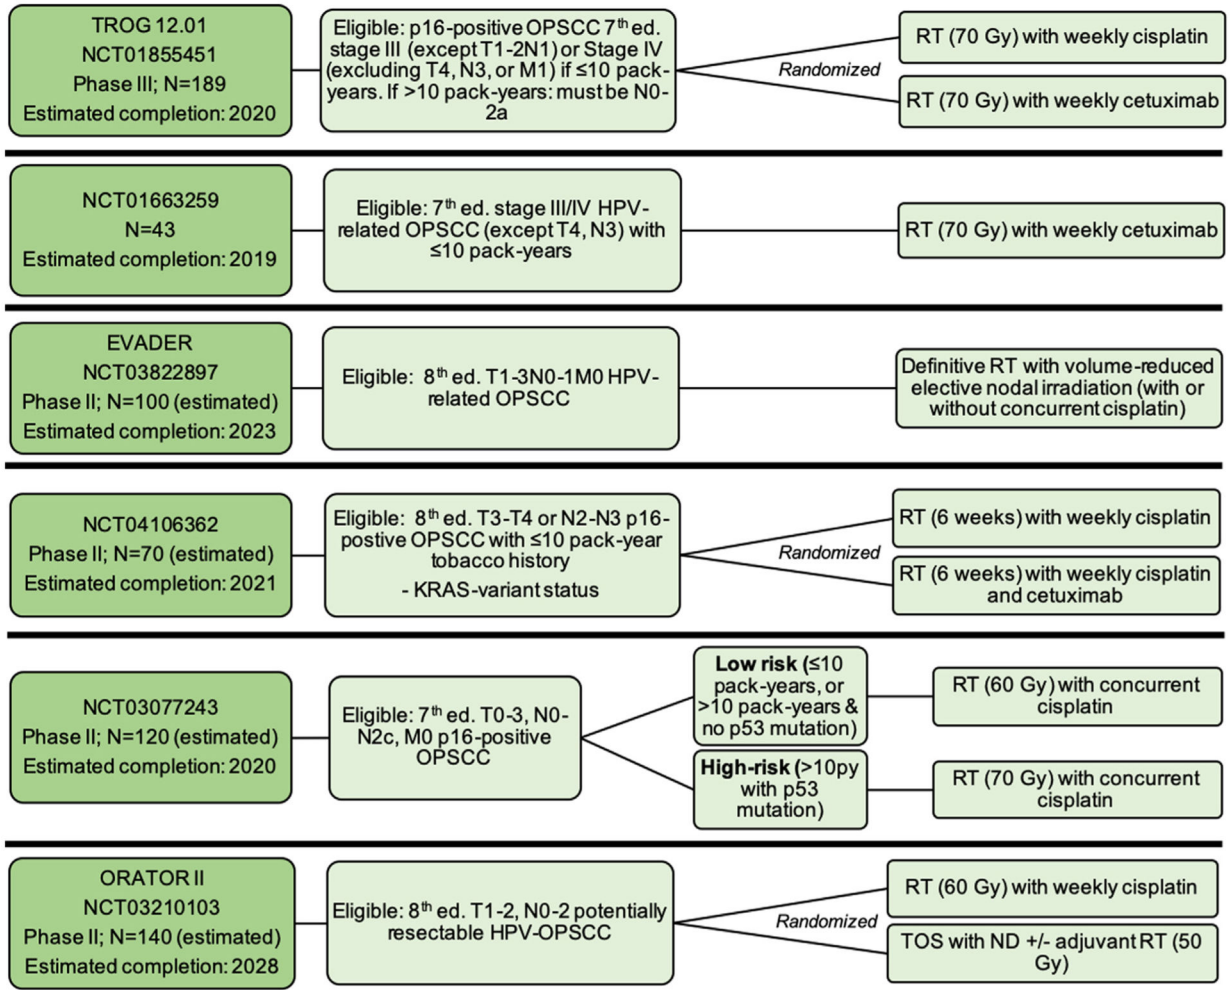 TROG 12.01
NCT01855451
Phase III; N=189
Estimated completion: 2020
Eligible: p16-positive OPSCC 7th ed.
stage III (except T1-2N1) or Stage IV
(excluding T4, N3, or M1) if ≤10 pack-
years. If >10 pack-years: must be N0-
2a
Randomized
RT (70 Gy) with weekly cisplatin
RT (70 Gy) with weekly cetuximab
NCT01663259
N=43
Estimated completion: 2019
Eligible: 7th ed. stage III/IV HPV-
related OPSCC (except T4, N3) with
≤10 pack-years
RT (70 Gy) with weekly cetuximab
EVADER
NCT03822897
Phase II; N=100 (estimated)
Estimated completion: 2023
Eligible: 8th ed. T1-3N0-1M0 HPV-
related OPSCC
Definitive RT with volume-reduced
elective nodal irradiation (with or
without concurrent cisplatin)
NCT04106362
Phase II; N=70 (estimated)
Estimated completion: 2021
Eligible: 8th ed. T3-T4 or N2-N3 p16-
postive OPSCC with ≤10 pack-year
tobacco history
- KRAS-variant status
Randomized
RT (6 weeks) with weekly cisplatin
RT (6 weeks) with weekly cisplatin
and cetuximab
NCT03077243
Phase II; N=120 (estimated)
Estimated completion: 2020
Eligible: 7th ed. T0-3, N0-
N2c, M0 p16-positive
OPSCC
Low risk (≤10
pack-years, or
>10 pack-years &
no p53 mutation)
RT (60 Gy) with concurrent
cisplatin
High-risk (>10py
with p53
mutation)
RT (70 Gy) with concurrent
cisplatin
ORATOR II
NCT03210103
Phase II; N=140 (estimated)
Estimated completion: 2028
Eligible: 8th ed. T1-2, N0-2 potentially
resectable HPV-OPSCC
Randomized
RT (60 Gy) with weekly cisplatin
TOS with ND +/- adjuvant RT (50
Gy)